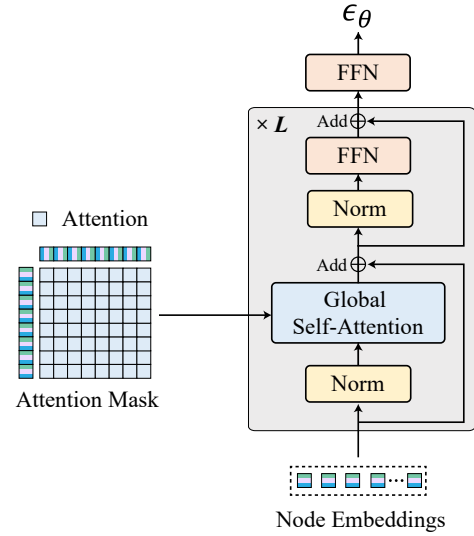 ϵθ
FFN
× L
Add ⊕
FFN
Norm
Attention
Add ⊕
Global
Self-Attention
Norm
Attention Mask
...
Node Embeddings